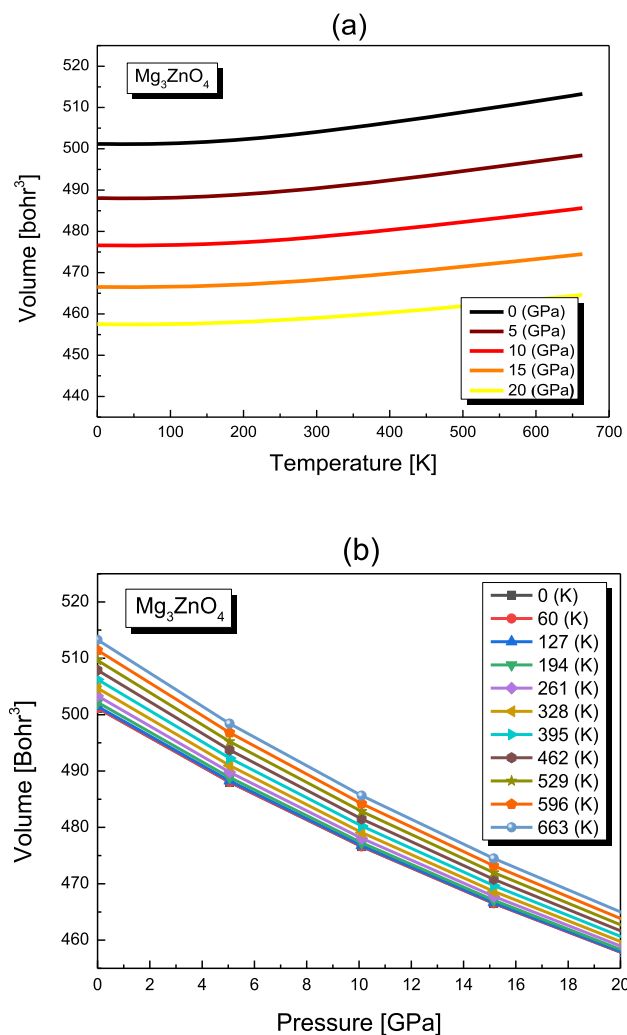 (a)
Mg₃ZnO₄
Volume [bohr³]
520
510
500
490
480
470
460
450
440
0 (GPa)
5 (GPa)
10 (GPa)
15 (GPa)
20 (GPa)
0 100 200 300 400 500 600 700
Temperature [K]
(b)
Mg₃ZnO₄
Volume [Bohr³]
520
510
500
490
480
470
460
0 (K)
60 (K)
127 (K)
194 (K)
261 (K)
328 (K)
395 (K)
462 (K)
529 (K)
596 (K)
663 (K)
0 2 4 6 8 10 12 14 16 18 20
Pressure [GPa]